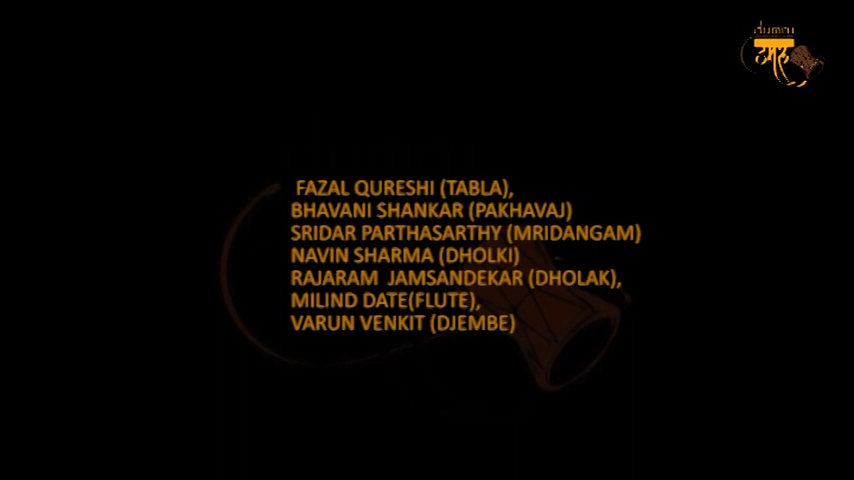 FAZAL QURESHI (TABLA),
BHAVANI SHANKAR (PAKHAVAJ)
SRIDAR PARTHASARTHY (MRIDANGAM)
NAVIN SHARMA (DHOLKI)
RAJARAM JAMSANDEKAR (DHOLAK),
MILIND DATE(FLUTE),
VARUN VENKIT (DJEMBE)